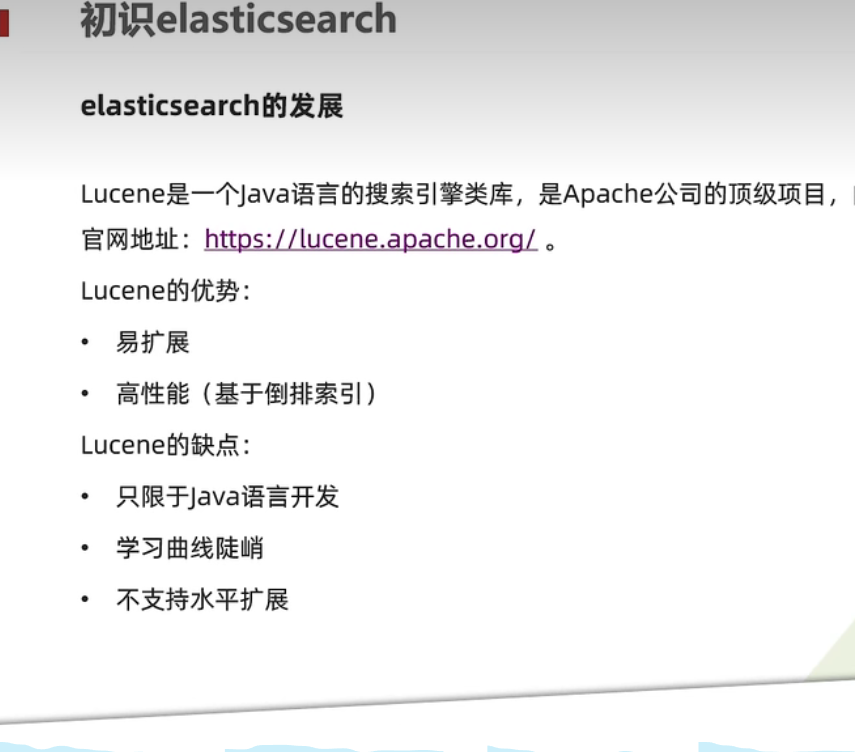 初识elasticsearch
elasticsearch的发展
Lucene是一个Java语言的搜索引擎类库，是Apache公司的顶级项目，
官网地址：https://lucene.apache.org/ 。
Lucene的优势：
• 易扩展
• 高性能（基于倒排索引）
Lucene的缺点：
• 只限于Java语言开发
• 学习曲线陡峭
• 不支持水平扩展